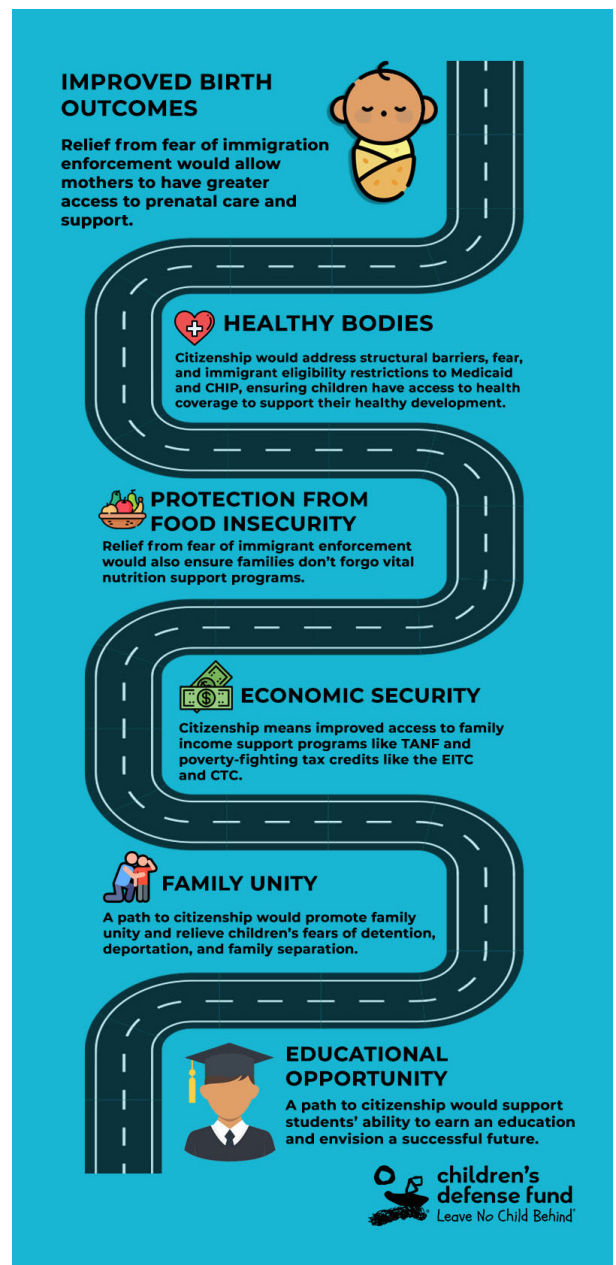 IMPROVED BIRTH
OUTCOMES
Relief from fear of immigration
enforcement would allow
mothers to have greater
access to prenatal care and
support.
HEALTHY BODIES
Citizenship would address structural barriers, fear,
and immigrant eligibility restrictions to Medicaid
and CHIP, ensuring children have access to health
coverage to support their healthy development.
PROTECTION FROM
FOOD INSECURITY
Relief from fear of immigrant enforcement
would also ensure families don't forgo vital
nutrition support programs.
ECONOMIC SECURITY
Citizenship means improved access to family
income support programs like TANF and
poverty-fighting tax credits like the EITC
and CTC.
FAMILY UNITY
A path to citizenship would promote family
unity and relieve children's fears of detention,
deportation, and family separation.
EDUCATIONAL
OPPORTUNITY
A path to citizenship would support
students' ability to earn an education
and envision a successful future.
children's
defense fund
Leave No Child Behind®